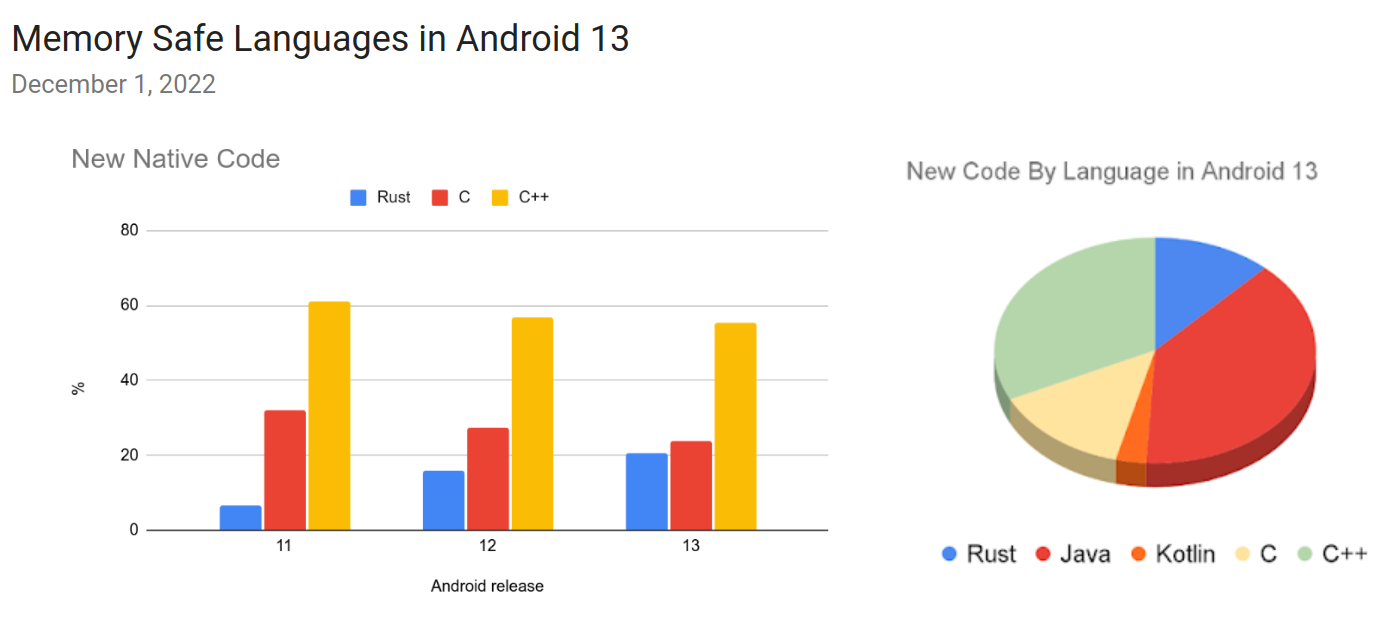 Memory Safe Languages in Android 13
December 1, 2022
New Native Code
Rust C C++
80
60
40
20
0
%
11 12 13
Android release
New Code By Language in Android 13
Rust Java Kotlin C C++